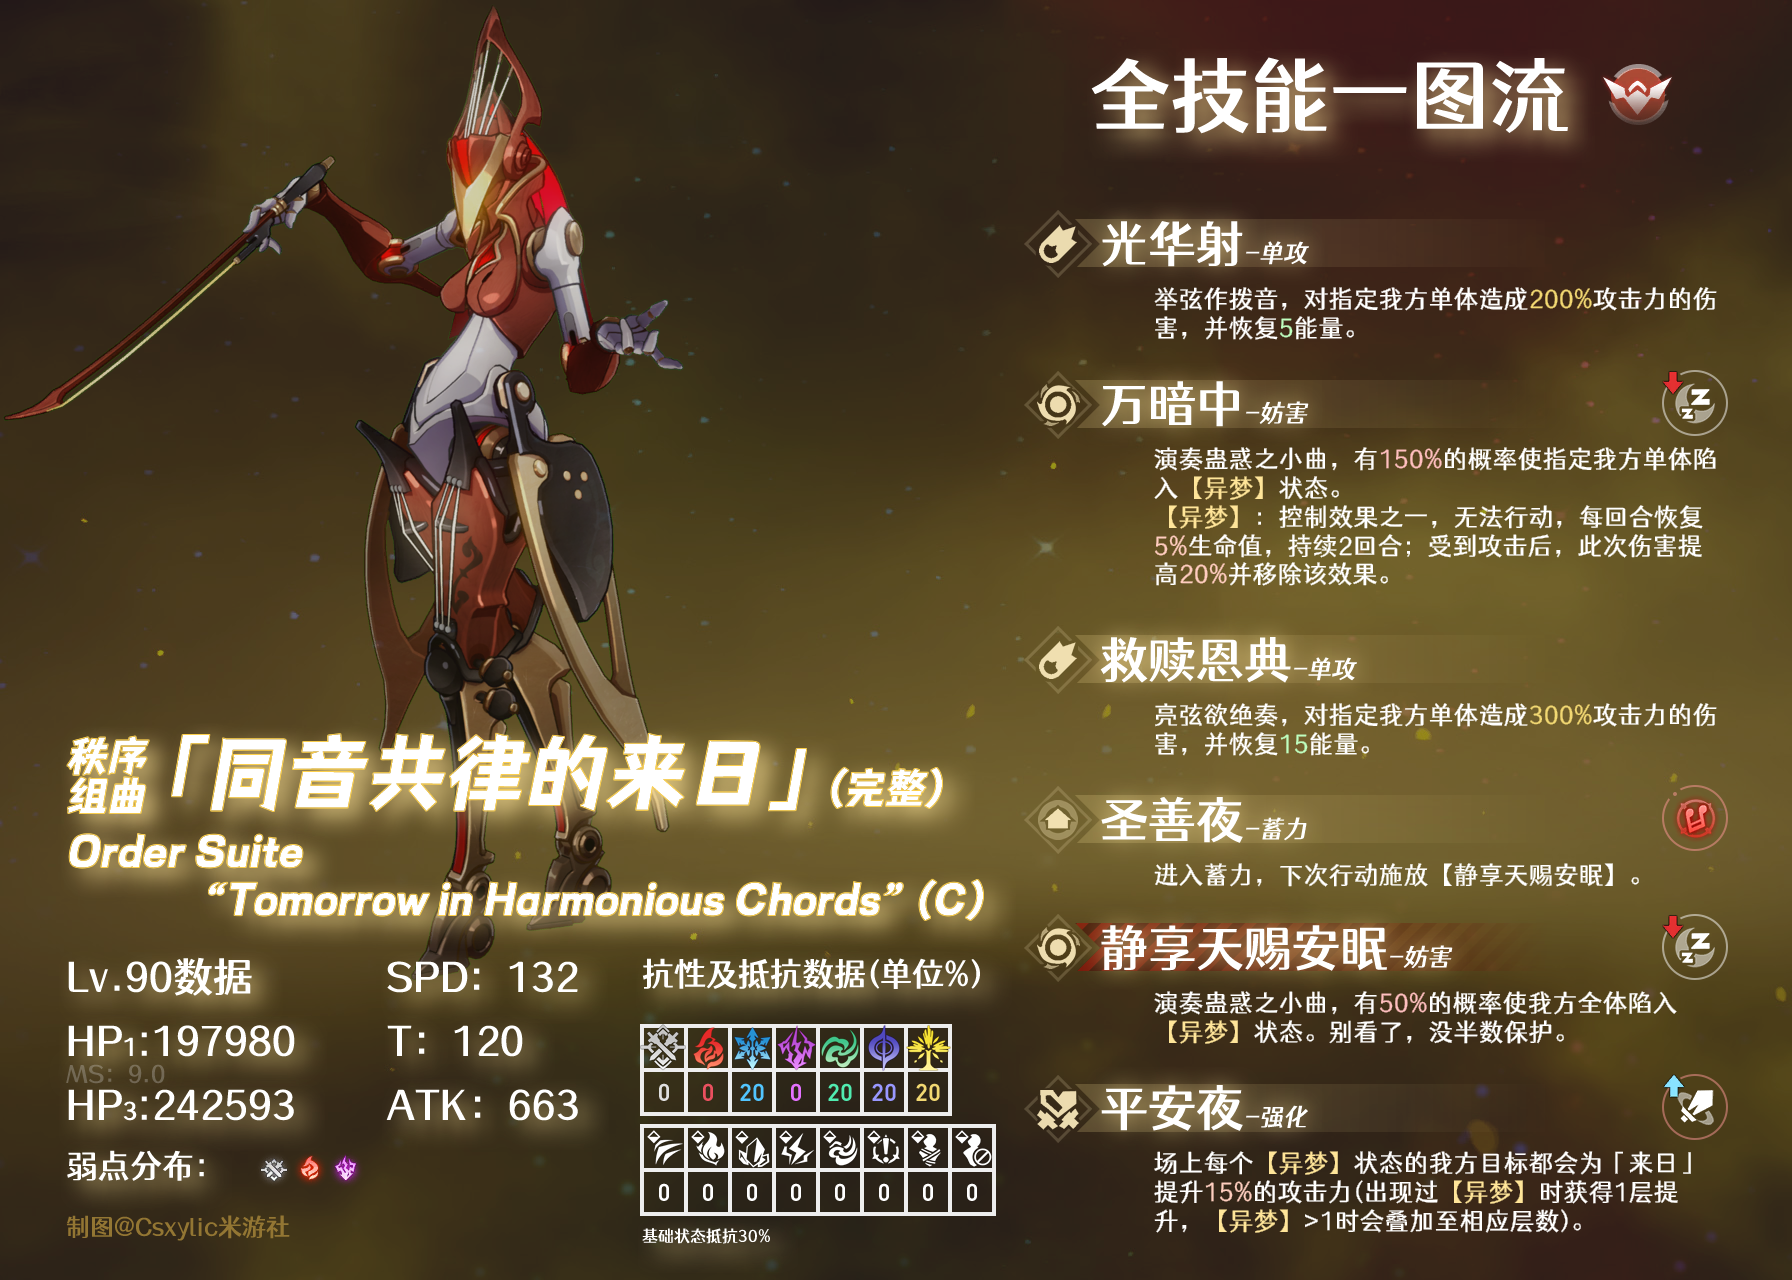 全技能一图流
光华射-单攻
举弦作拨音，对指定我方单体造成200%攻击力的伤
害，并恢复5能量。
万暗中-妨害
演奏蛊惑之小曲，有150%的概率使指定我方单体陷
入【异梦】状态。
【异梦】：控制效果之一，无法行动，每回合恢复
5%生命值，持续2回合；受到攻击后，此次伤害提
高20%并移除该效果。
救赎恩典-单攻
亮弦欲绝奏，对指定我方单体造成300%攻击力的伤
害，并恢复15能量。
圣善夜-蓄力
进入蓄力，下次行动施放【静享天赐安眠】。
静享天赐安眠-妨害
演奏蛊惑之小曲，有50%的概率使我方全体陷入
【异梦】状态。别看了，没半数保护。
平安夜-强化
场上每个【异梦】状态的我方目标都会为「来日」
提升15%的攻击力(出现过【异梦】时获得1层提
升，【异梦】>1时会叠加至相应层数)。
秩序
组曲
「同音共律的来日」(完整)
Order Suite
“Tomorrow in Harmonious Chords” (C)
Lv.90数据
SPD: 132
HP1:197980
T: 120
MS: 9.0
HP3:242593
ATK: 663
弱点分布:
制图@Csxylic米游社
抗性及抵抗数据(单位%)
0 0 20 0 20 20 20
0 0 0 0 0 0 0 0
基础状态抵抗30%